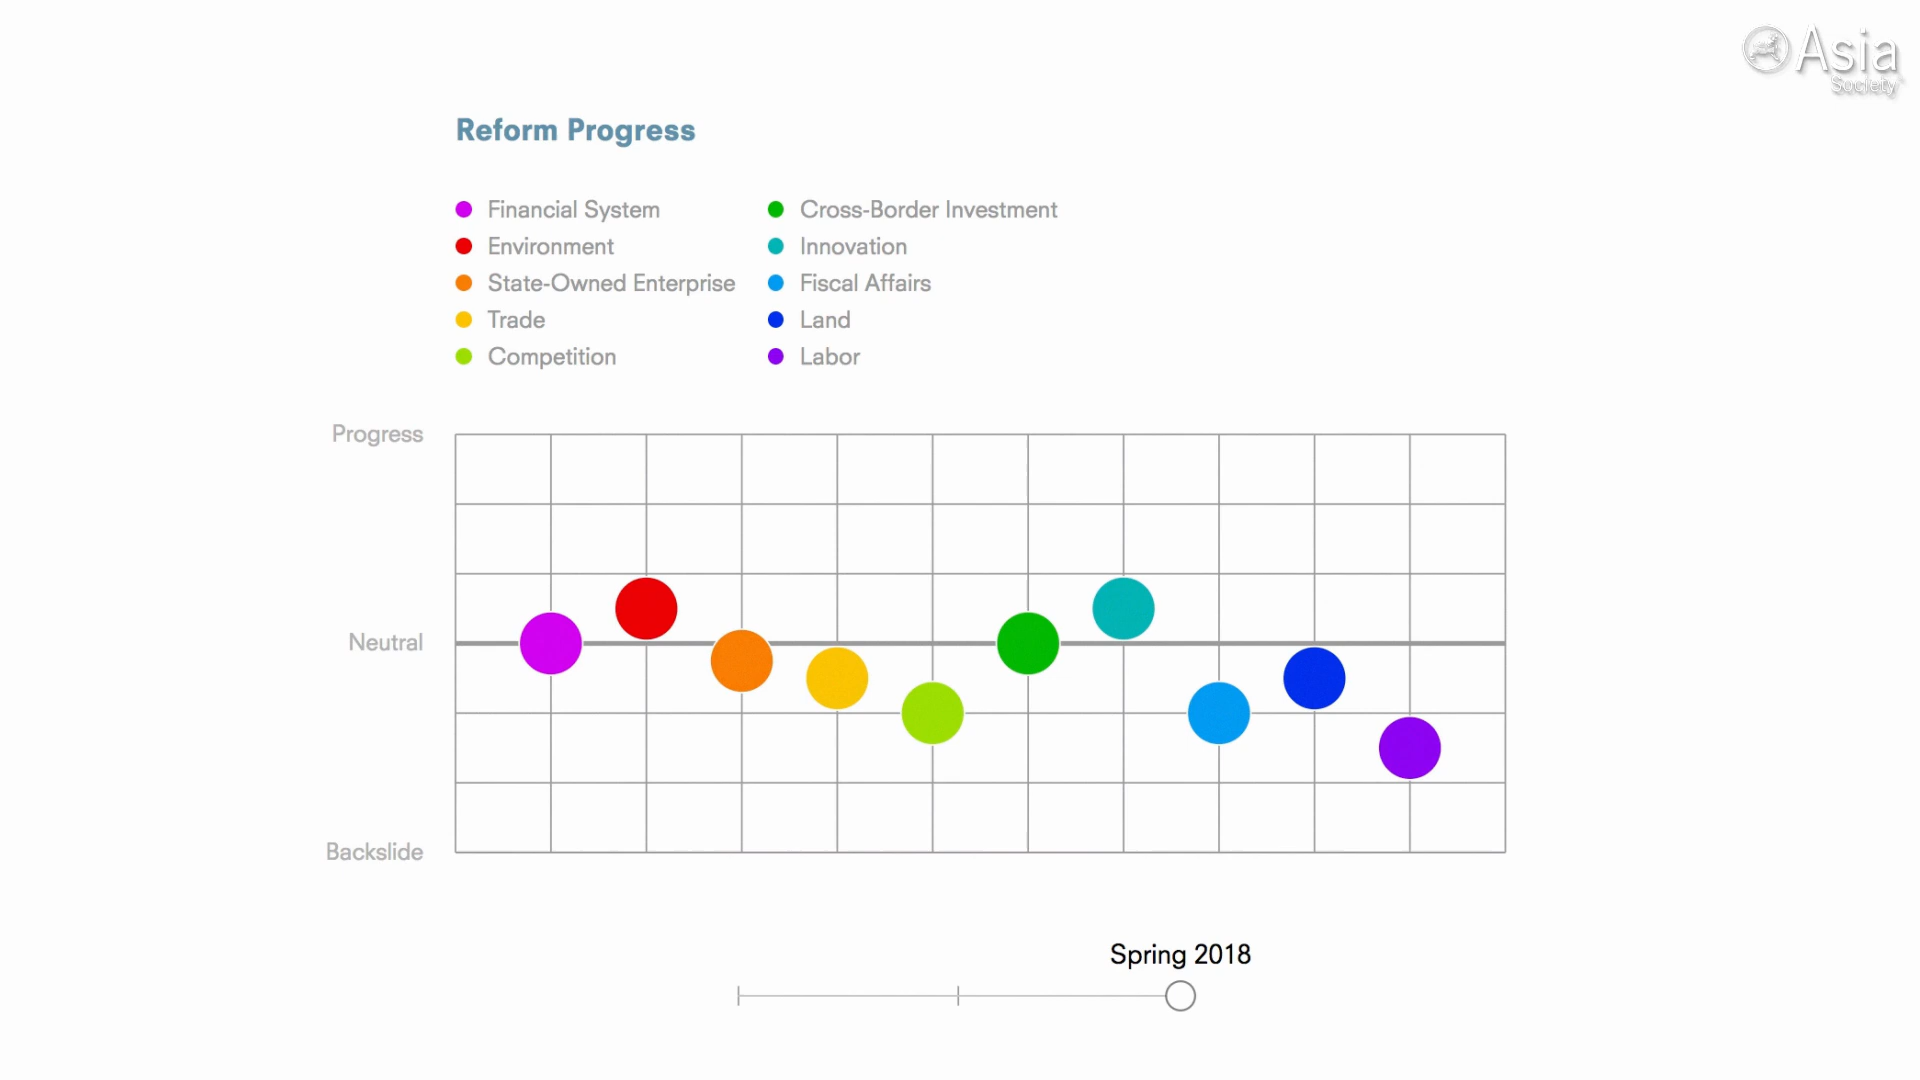 Asia
Society
Reform Progress
Financial System
Environment
State-Owned Enterprise
Trade
Competition
Cross-Border Investment
Innovation
Fiscal Affairs
Land
Labor
Progress
Neutral
Backslide
Spring 2018